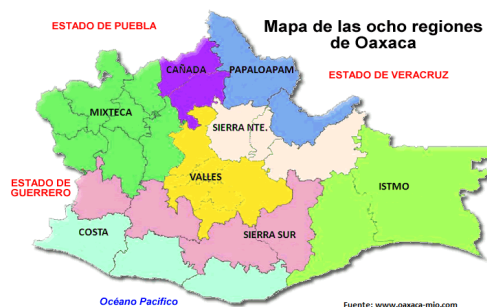 ESTADO DE PUEBLA
Mapa de las ocho regiones
de Oaxaca
CAÑADA
PAPALOAPAM
ESTADO DE VERACRUZ
MIXTECA
SIERRA NTE.
VALLES
ESTADO DE
GUERRERO
ISTMO
COSTA
SIERRA SUR
Océano Pacífico
Fuente: www.oaxaca-mio.com